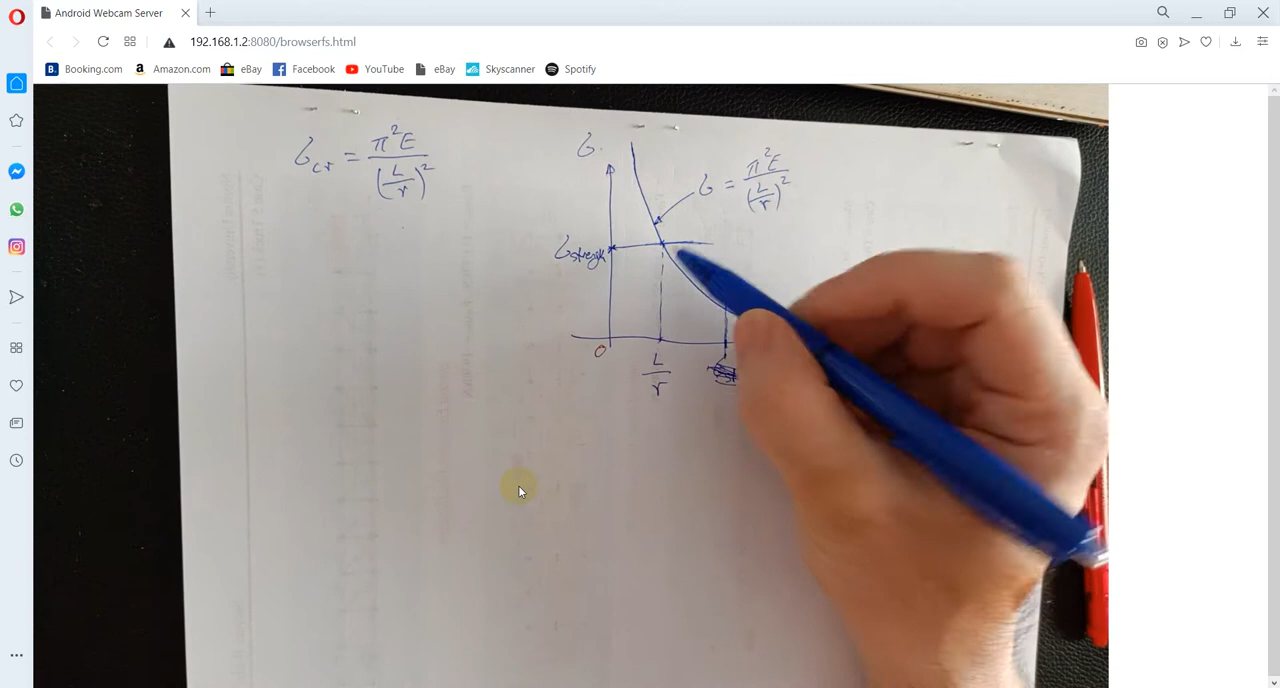 Android Webcam Server
192.168.1.2:8080/browserfs.html
Booking.com
Amazon.com
eBay
Facebook
YouTube
eBay
Skyscanner
Spotify
σcr = π²E / (L/r)²
σ
σ = π²E / (L/r)²
σstrength
0
L/r